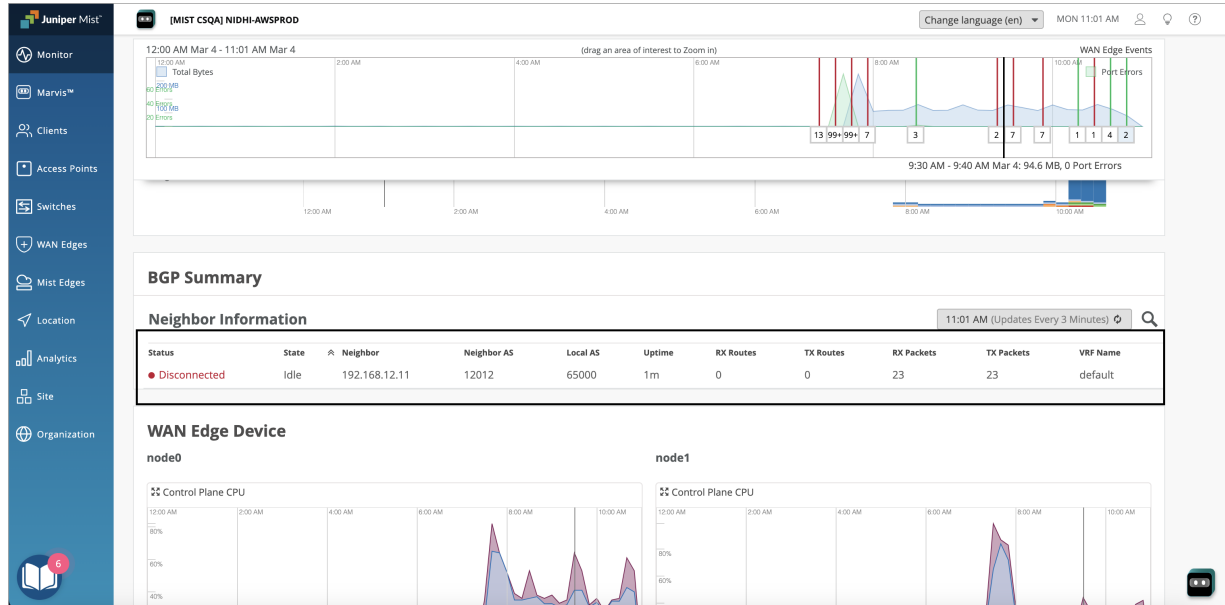 Juniper Mist™
[MIST CSQA] NIDHI-AWSPROD
Change language (en)
MON 11:01 AM
Monitor
Marvis™
Clients
Access Points
Switches
WAN Edges
Mist Edges
Location
Analytics
Site
Organization
6
12:00 AM Mar 4 - 11:01 AM Mar 4
(drag an area of interest to Zoom in)
WAN Edge Events
12:00 AM 2:00 AM 4:00 AM 6:00 AM 8:00 AM 10:00 AM
Total Bytes
Port Errors
200 MB
60 Errors
40 Errors
100 MB
20 Errors
13 99+ 99+ 7 3 2 7 7 1 1 4 2
9:30 AM - 9:40 AM Mar 4: 94.6 MB, 0 Port Errors
12:00 AM 2:00 AM 4:00 AM 6:00 AM 8:00 AM 10:00 AM
BGP Summary
Neighbor Information
11:01 AM (Updates Every 3 Minutes)
Status State Neighbor Neighbor AS Local AS Uptime RX Routes TX Routes RX Packets TX Packets VRF Name
Disconnected Idle 192.168.12.11 12012 65000 1m 0 0 23 23 default
WAN Edge Device
node0
Control Plane CPU
12:00 AM 2:00 AM 4:00 AM 6:00 AM 8:00 AM 10:00 AM
80%
60%
40%
node1
Control Plane CPU
12:00 AM 2:00 AM 4:00 AM 6:00 AM 8:00 AM 10:00 AM
80%
60%